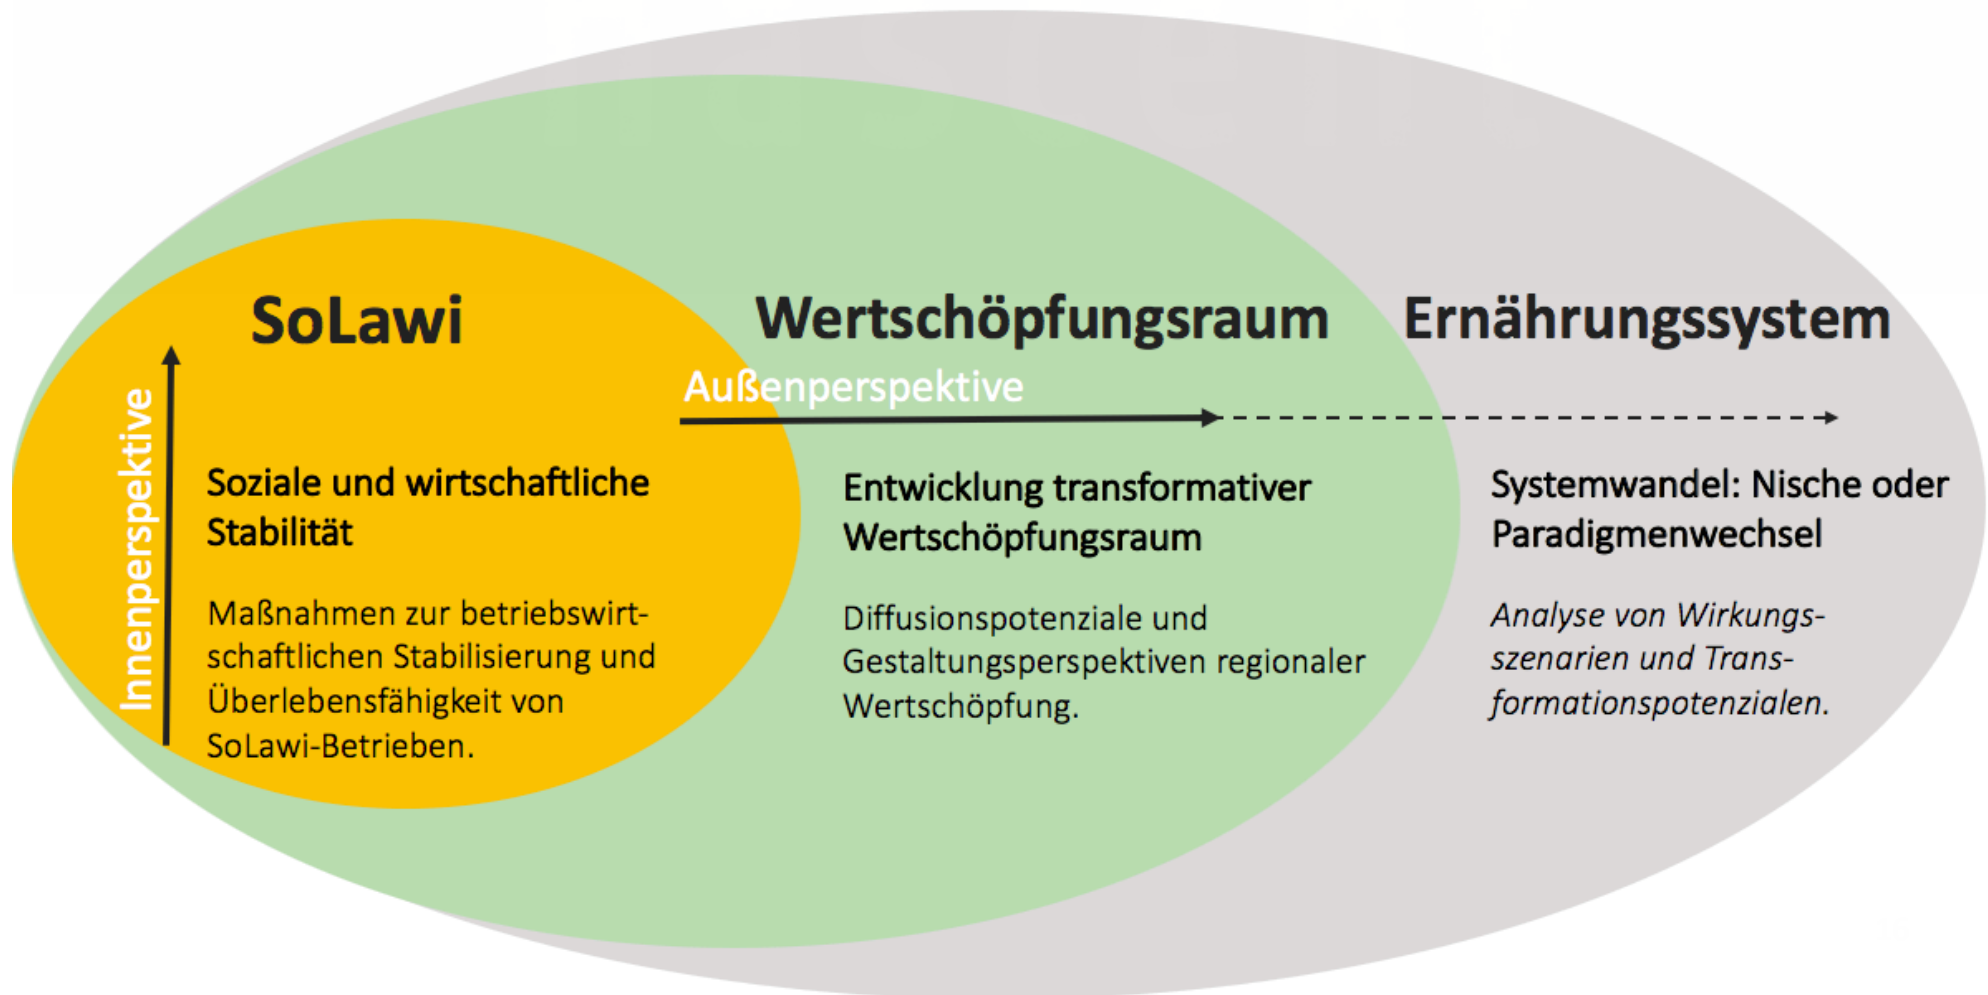 SoLawi
Innenperspektive
Soziale und wirtschaftliche
Stabilität
Maßnahmen zur betriebswirt-
schaftlichen Stabilisierung und
Überlebensfähigkeit von
SoLawi-Betrieben.
Wertschöpfungsraum
Außenperspektive
Entwicklung transformativer
Wertschöpfungsraum
Diffusionspotenziale und
Gestaltungsperspektiven regionaler
Wertschöpfung.
Ernährungssystem
Systemwandel: Nische oder
Paradigmenwechsel
Analyse von Wirkungs-
szenarien und Trans-
formationspotenzialen.